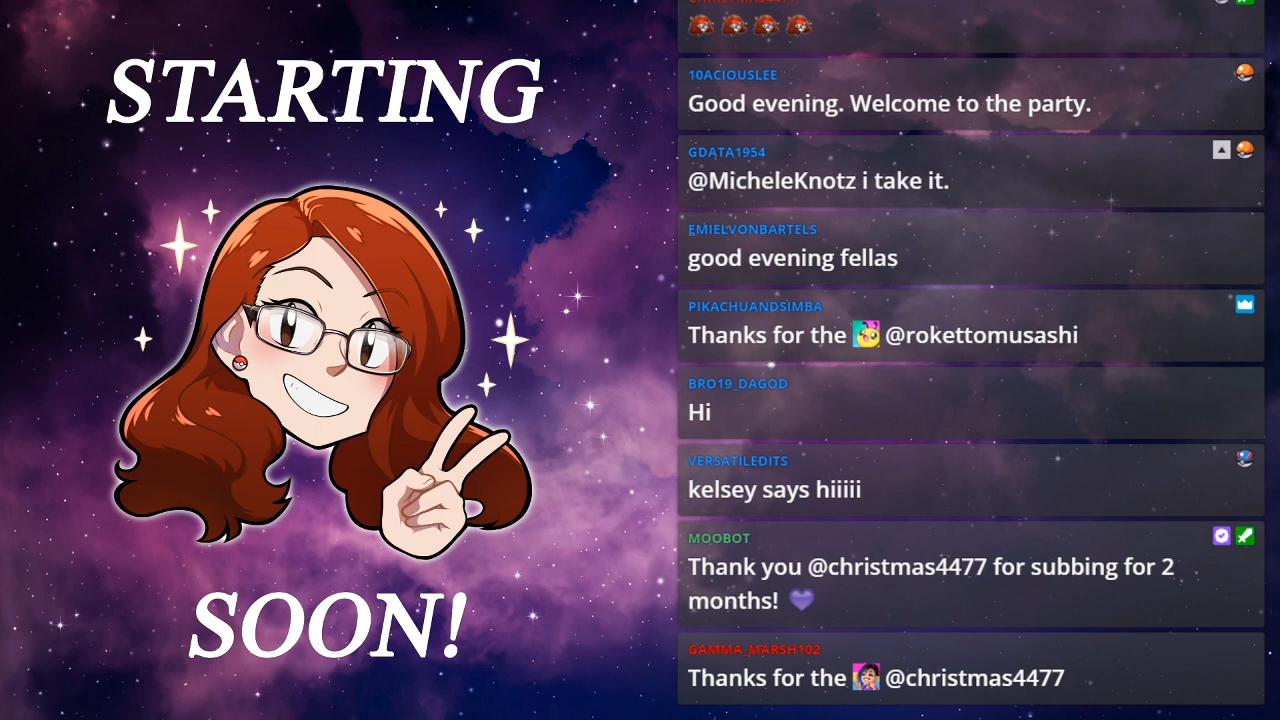 STARTING
SOON!
CHRISTMAS4477
10ACIOUSLEE
Good evening. Welcome to the party.
GDATA1954
@MicheleKnotz i take it.
EMIELVONBARTELS
good evening fellas
PIKACHUANDSIMBA
Thanks for the @rokettomusashi
BRO19_DAGOD
Hi
VERSATILEDITS
kelsey says hiiiii
MOOBOT
Thank you @christmas4477 for subbing for 2
months!
GAMMA_MARSH102
Thanks for the @christmas4477